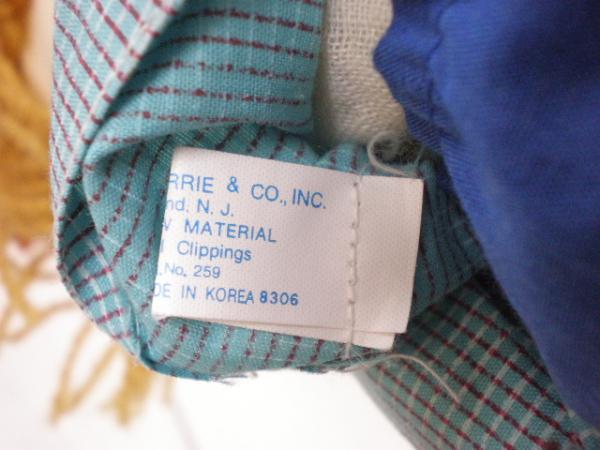 RRIE & CO., INC.
nd. N. J.
W MATERIAL
l Clippings
.No. 259
DE IN KOREA 8306